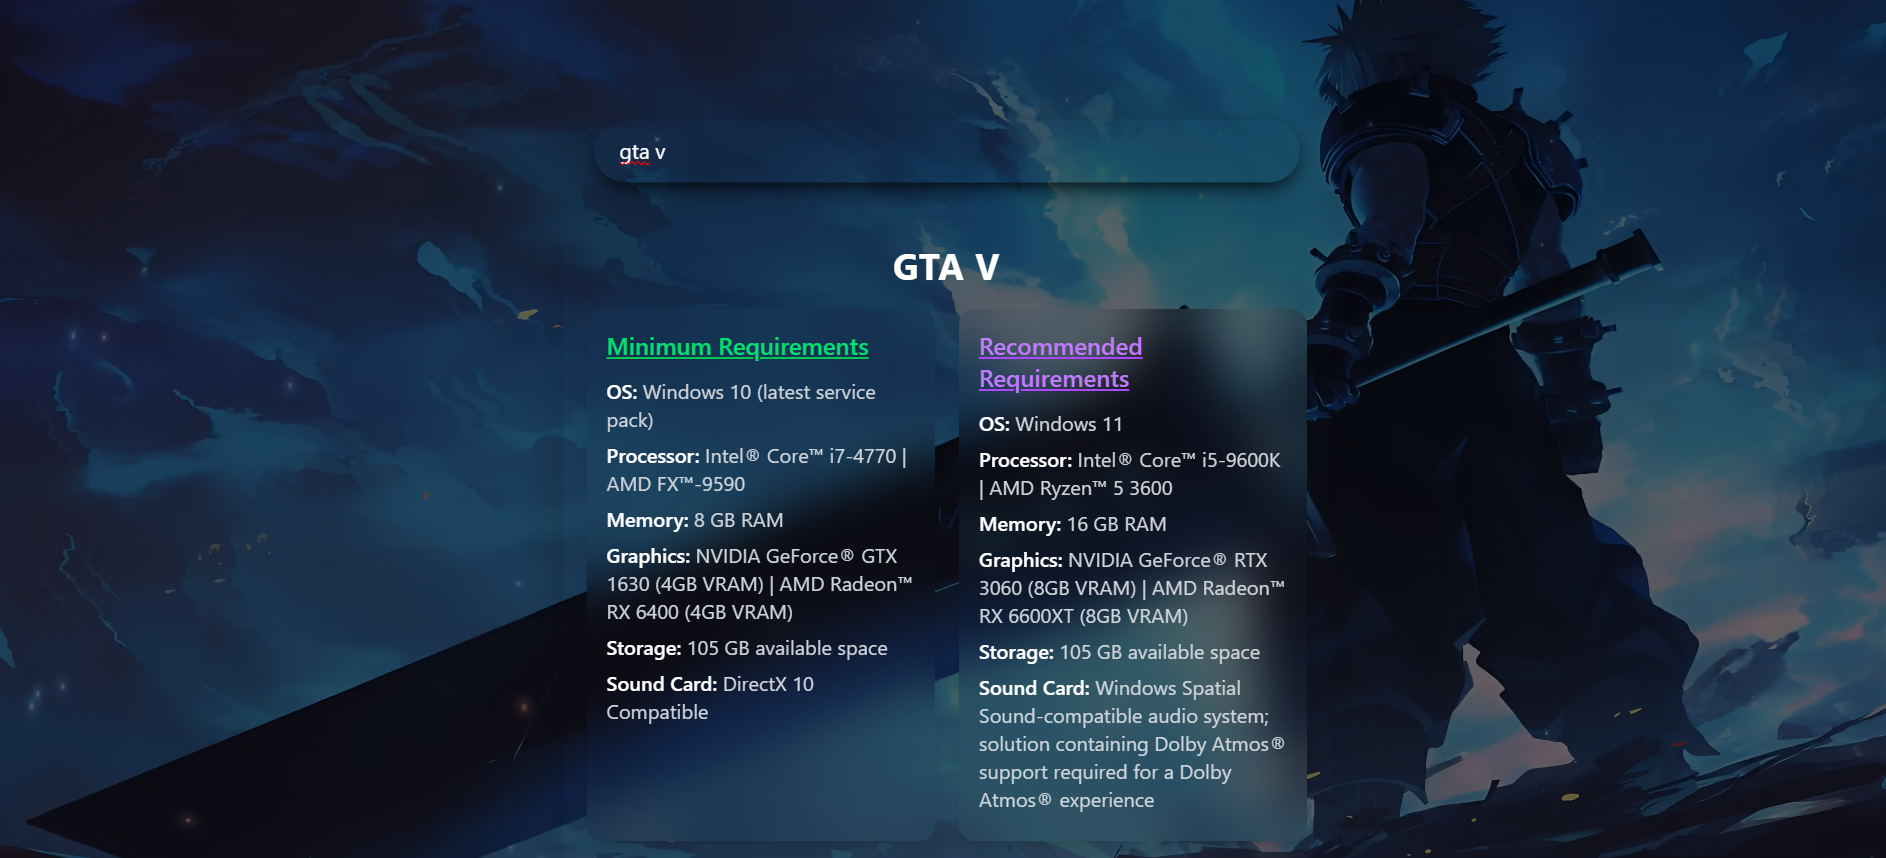 gta v
GTA V
Minimum Requirements
OS: Windows 10 (latest service
pack)
Processor: Intel® Core™ i7-4770 |
AMD FX™-9590
Memory: 8 GB RAM
Graphics: NVIDIA GeForce® GTX
1630 (4GB VRAM) | AMD Radeon™
RX 6400 (4GB VRAM)
Storage: 105 GB available space
Sound Card: DirectX 10
Compatible
Recommended
Requirements
OS: Windows 11
Processor: Intel® Core™ i5-9600K
| AMD Ryzen™ 5 3600
Memory: 16 GB RAM
Graphics: NVIDIA GeForce® RTX
3060 (8GB VRAM) | AMD Radeon™
RX 6600XT (8GB VRAM)
Storage: 105 GB available space
Sound Card: Windows Spatial
Sound-compatible audio system;
solution containing Dolby Atmos®
support required for a Dolby
Atmos® experience